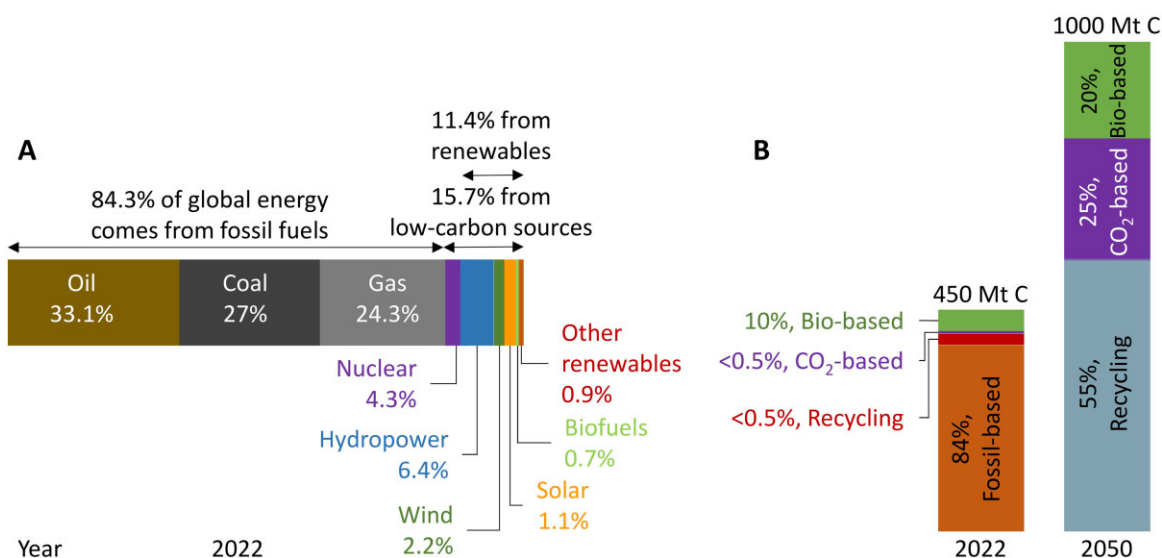 A
11.4% from
renewables
84.3% of global energy
comes from fossil fuels
15.7% from
low-carbon sources
Oil
33.1%
Coal
27%
Gas
24.3%
Nuclear
4.3%
Hydropower
6.4%
Wind
2.2%
Other
renewables
0.9%
Biofuels
0.7%
Solar
1.1%
Year
2022
B
450 Mt C
10%, Bio-based
<0.5%, CO₂-based
<0.5%, Recycling
84%,
Fossil-based
2022
1000 Mt C
20%,
Bio-based
25%,
CO₂-based
55%,
Recycling
2050